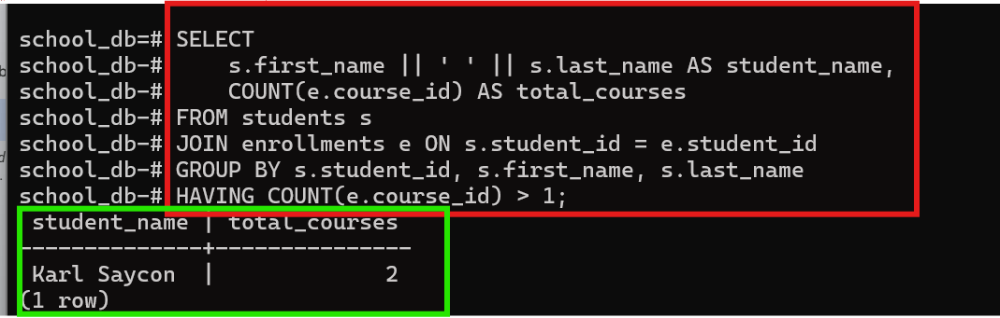 school_db=# SELECT
school_db-#     s.first_name || ' ' || s.last_name AS student_name,
school_db-#     COUNT(e.course_id) AS total_courses
school_db-# FROM students s
school_db-# JOIN enrollments e ON s.student_id = e.student_id
school_db-# GROUP BY s.student_id, s.first_name, s.last_name
school_db-# HAVING COUNT(e.course_id) > 1;
 student_name | total_courses
--------------+---------------
 Karl Saycon  |             2
(1 row)